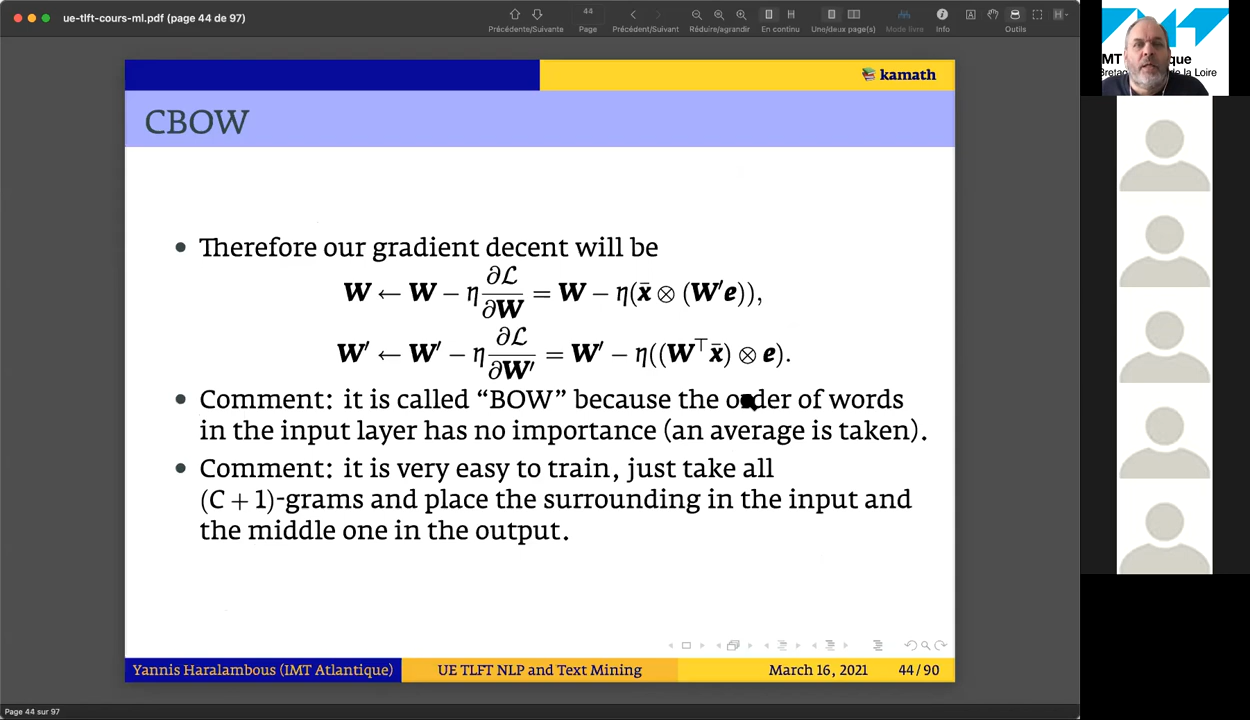 ue-tlft-cours-ml.pdf (page 44 de 97)
44
Précédente/Suivante
Page
Précédent/Suivant
Réduire/agrandir
En continu
Uno/deux page(s)
Mode livre
Info
Outils
kamath
CBOW
Therefore our gradient decent will be
W ← W − η ∂ℒ/∂W = W − η(x̄ ⊗ (W′e)),
W′ ← W′ − η ∂ℒ/∂W′ = W′ − η((W⊤x̄) ⊗ e).
Comment: it is called “BOW” because the order of words
in the input layer has no importance (an average is taken).
Comment: it is very easy to train, just take all
(C + 1)-grams and place the surrounding in the input and
the middle one in the output.
Yannis Haralambous (IMT Atlantique)
UE TLFT NLP and Text Mining
March 16, 2021
44/90
Page 44 sur 97